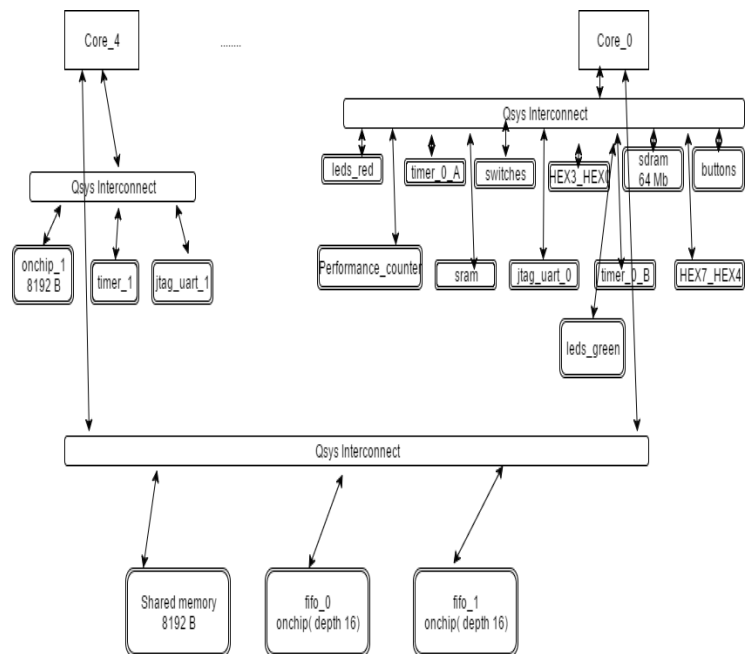 Core_4
........
Core_0
Qsys Interconnect
leds_red
timer_0_A
switches
HEX3_HEX0
sdram
64 Mb
buttons
Qsys Interconnect
onchip_1
8192 B
timer_1
jtag_uart_1
Performance_counter
sram
jtag_uart_0
timer_0_B
HEX7_HEX4
leds_green
Qsys Interconnect
Shared memory
8192 B
fifo_0
onchip( depth 16)
fifo_1
onchip( depth 16)